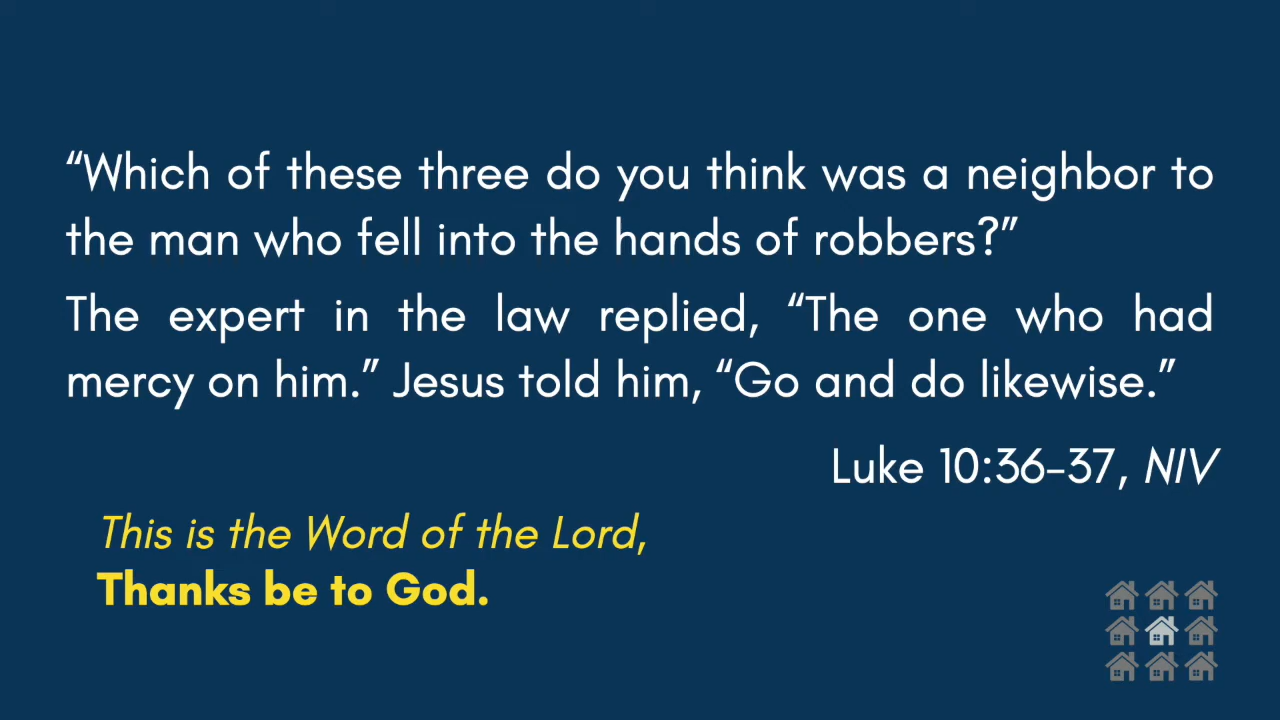 “Which of these three do you think was a neighbor to
the man who fell into the hands of robbers?”
The expert in the law replied, “The one who had
mercy on him.” Jesus told him, “Go and do likewise.”
Luke 10:36-37, NIV
This is the Word of the Lord,
Thanks be to God.